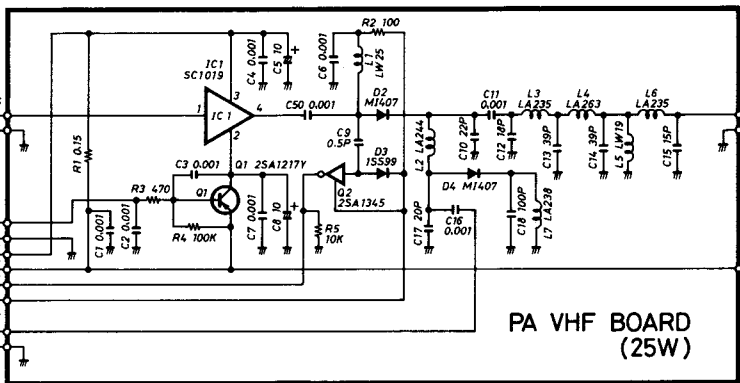 R2 100
IC1
SC1019
C4 0.001
C5 10
+
C6 0.001
L1
LW25
3
1
IC1
4
2
C50 0.001
D2
MI407
C11
0.001
L3
LA235
L4
LA263
L6
LA235
R1 0.15
C9
0.5P
L2 LA244
C10 22P
C12 18P
C13 39P
C14 39P
L5 LW19
C15 15P
C3 0.001
Q1 2SA1217Y
D3
1SS99
D4 MI407
R3 470
Q1
Q2
2SA1345
C1 0.001
C2 0.001
R4 100K
C7 0.001
C8 10
+
R5
10K
C17 20P
C16
0.001
C18 100P
L7 LA238
PA VHF BOARD
(25W)